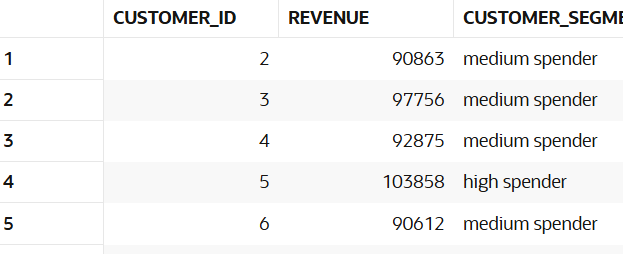 CUSTOMER_ID REVENUE CUSTOMER_SEGME
1 2 90863 medium spender
2 3 97756 medium spender
3 4 92875 medium spender
4 5 103858 high spender
5 6 90612 medium spender